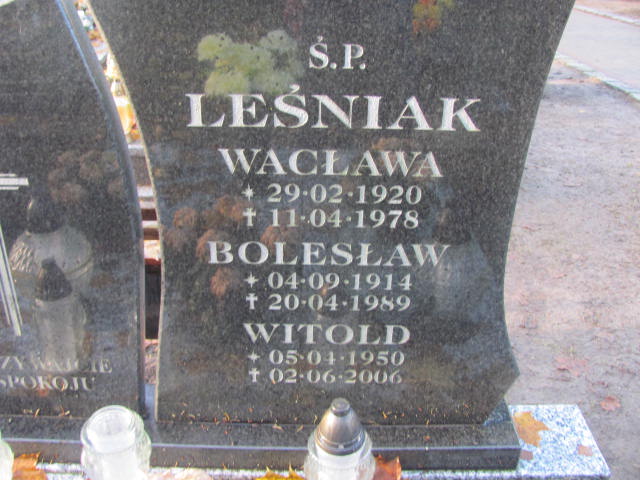 Ś.P.
LEŚNIAK
WACŁAWA
* 29·02·1920
† 11·04·1978
BOLESŁAW
* 04·09·1914
† 20·04·1989
WITOLD
* 05·04·1950
† 02·06·2006
SPOKOJU